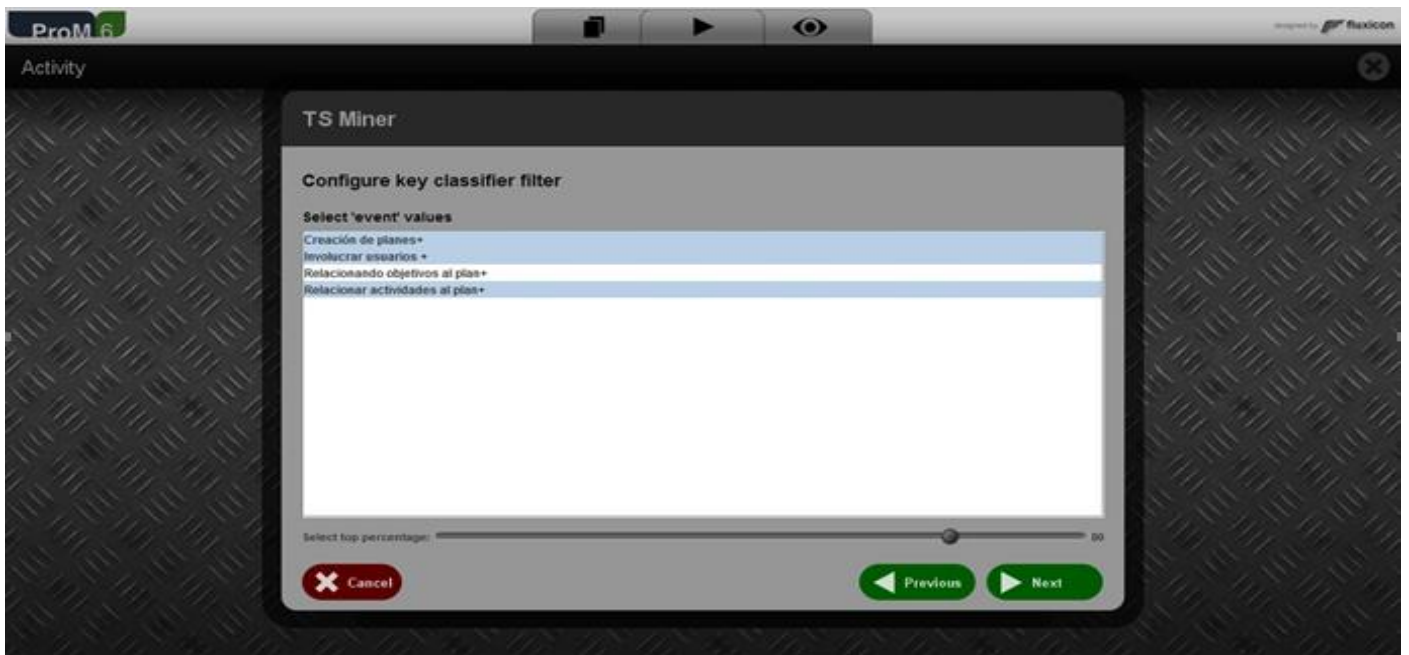 ProM 6
designed by fluxicon
Activity
TS Miner
Configure key classifier filter
Select 'event' values
Creación de planes+
Involucrar usuarios +
Relacionando objetivos al plan+
Relacionar actividades al plan+
Select top percentage:
80
Cancel
Previous
Next